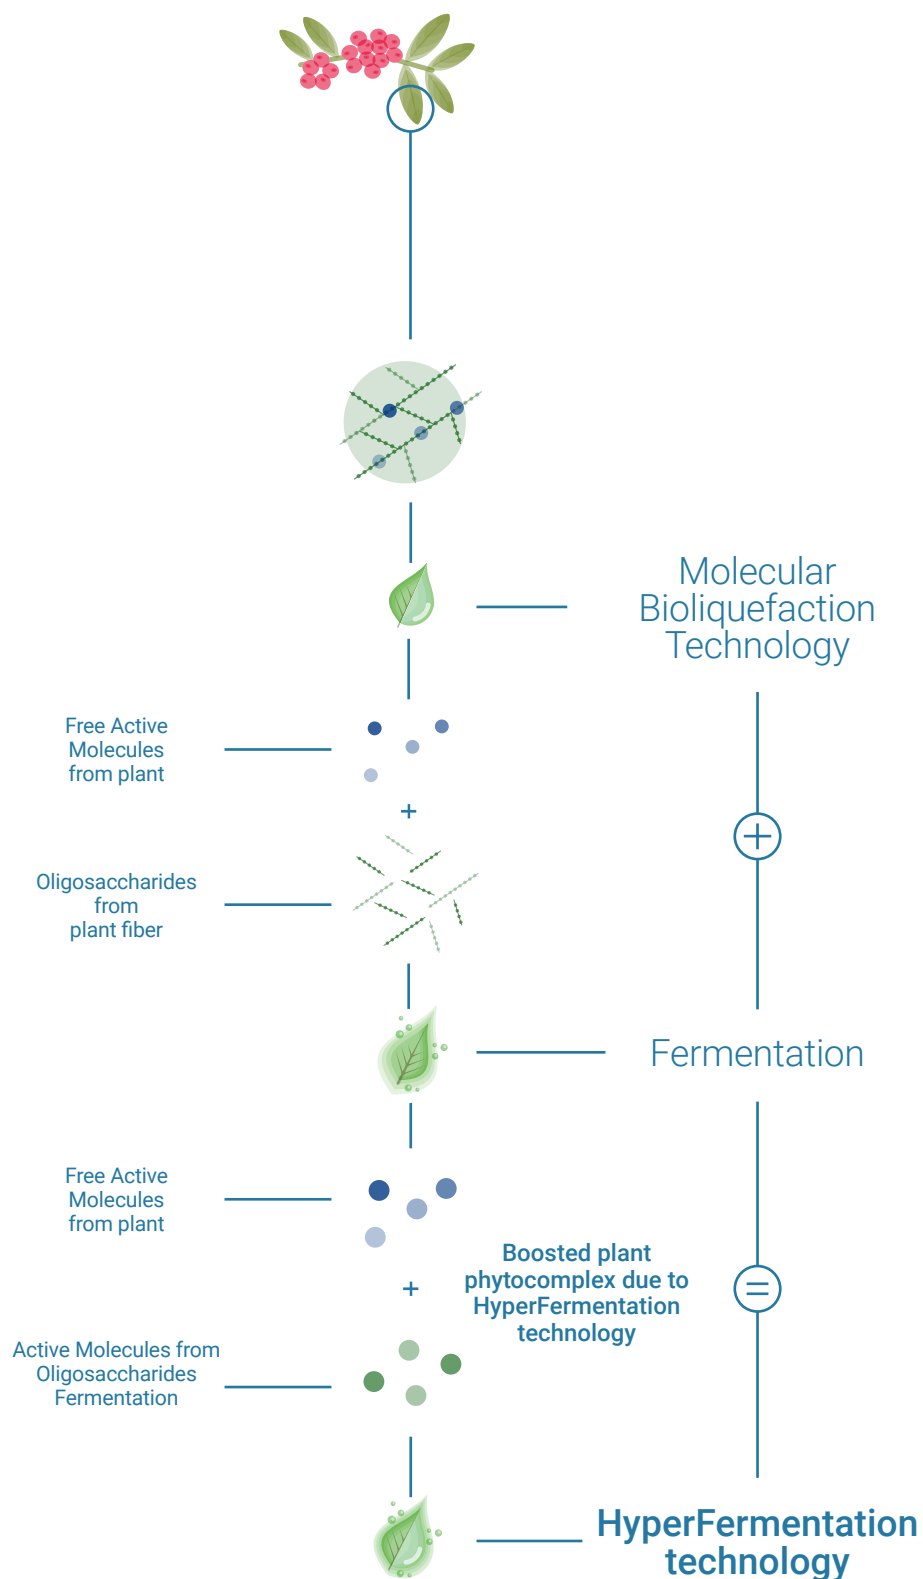 Molecular
Bioliquefaction
Technology
Free Active
Molecules
from plant
+
+
Oligosaccharides
from
plant fiber
Fermentation
Free Active
Molecules
from plant
+
Boosted plant
phytocomplex due to
HyperFermentation
technology
=
Active Molecules from
Oligosaccharides
Fermentation
HyperFermentation
technology